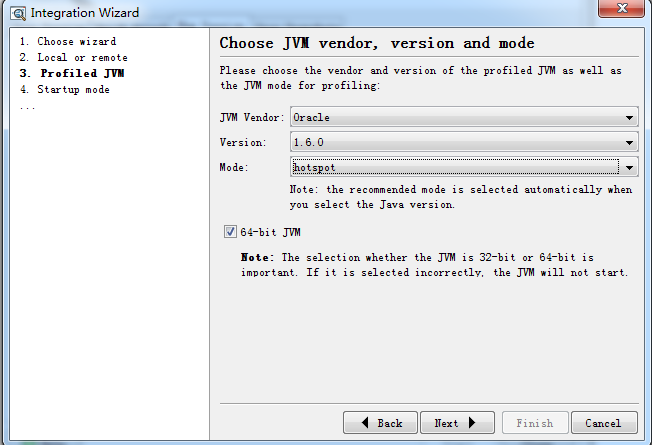 Integration Wizard
1. Choose wizard
2. Local or remote
3. Profiled JVM
4. Startup mode
...
Choose JVM vendor, version and mode
Please choose the vendor and version of the profiled JVM as well as
the JVM mode for profiling:
JVM Vendor: Oracle
Version: 1.6.0
Mode: hotspot
Note: the recommended mode is selected automatically when
you select the Java version.
64-bit JVM
Note: The selection whether the JVM is 32-bit or 64-bit is
important. If it is selected incorrectly, the JVM will not start.
Back Next Finish Cancel